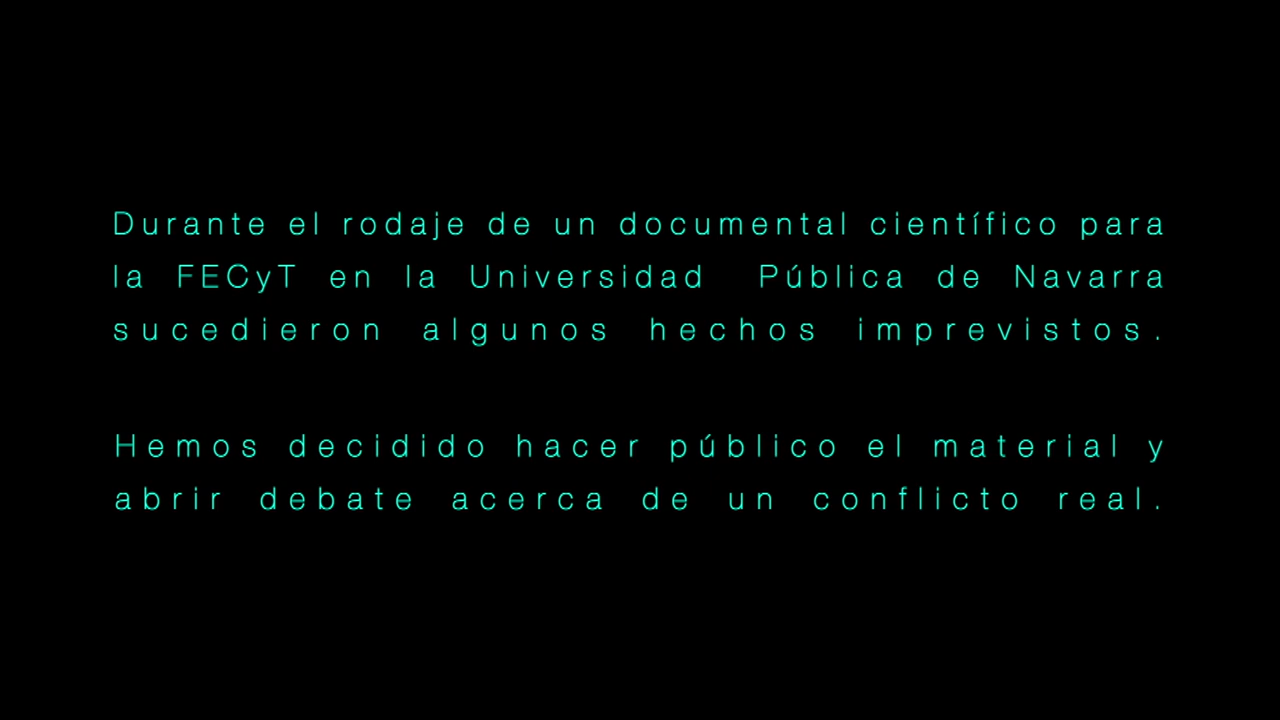 Durante el rodaje de un documental científico para
la FECyT en la Universidad Pública de Navarra
sucedieron algunos hechos imprevistos.
Hemos decidido hacer público el material y
abrir debate acerca de un conflicto real.